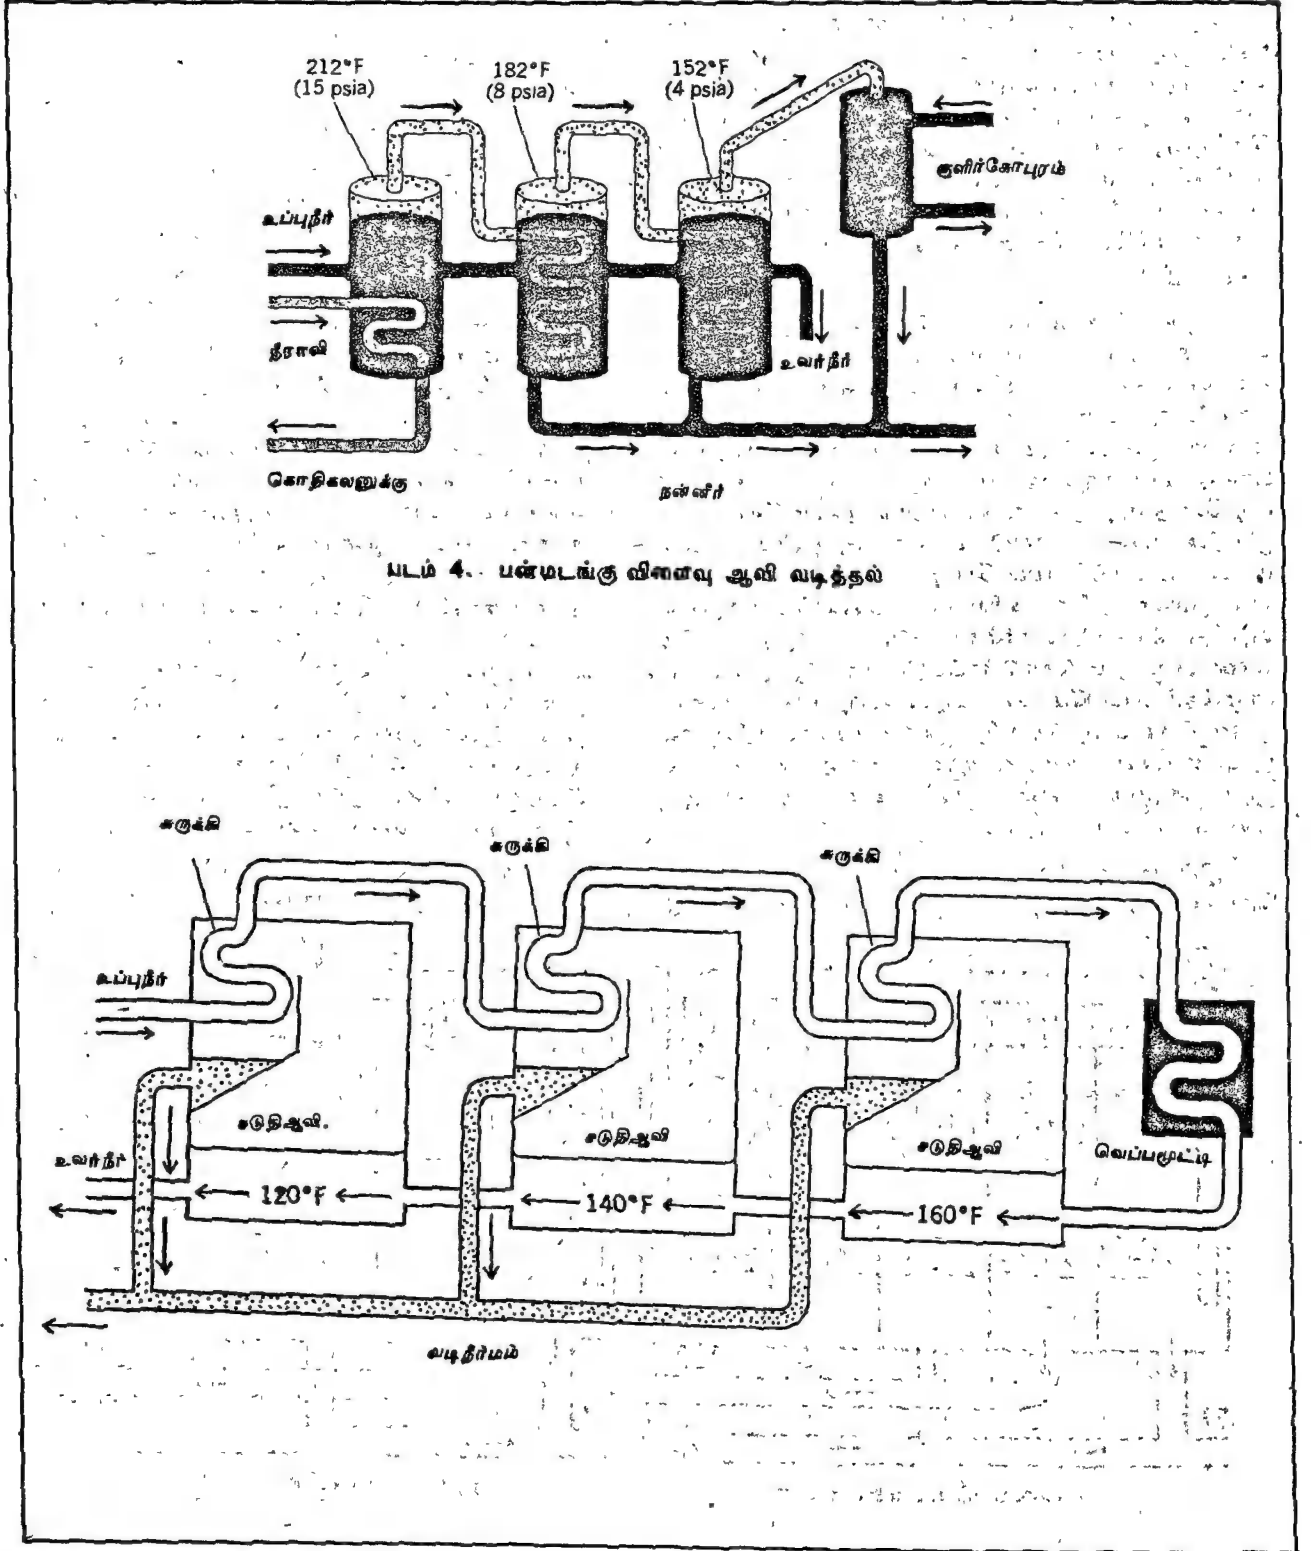 212°F
(15 psia)
182°F
(8 psia)
152°F
(4 psia)
குளிர்கோபுரம்
உப்புநீர்
நீராவி
உவர்நீர்
கொதிகலனுக்கு
நன்னீர்
படம் 4. பன்மடங்கு விளைவு ஆவி வடித்தல்
சுருக்கி
சுருக்கி
சுருக்கி
உப்புநீர்
சடுதிஆவி
சடுதிஆவி
சடுதிஆவி
வெப்பமூட்டி
உவர்நீர்
120°F
140°F
160°F
வடிநீர்மம்